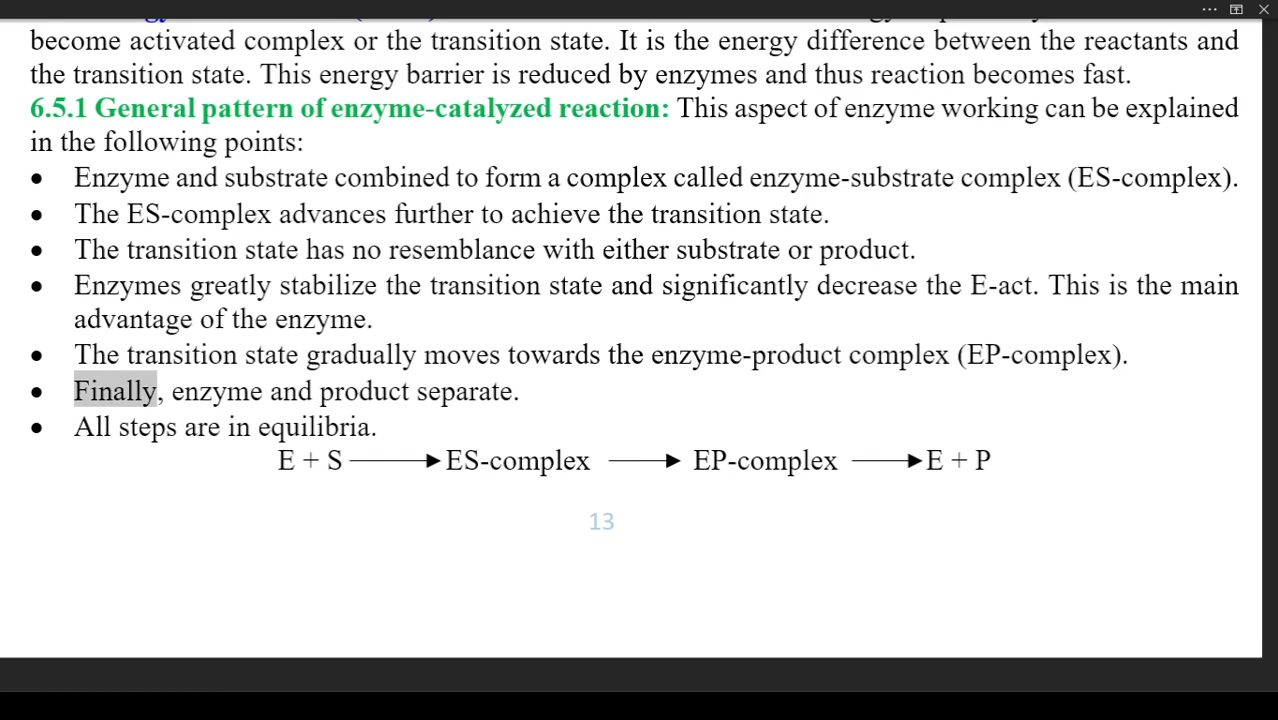 become activated complex or the transition state. It is the energy difference between the reactants and
the transition state. This energy barrier is reduced by enzymes and thus reaction becomes fast.
6.5.1 General pattern of enzyme-catalyzed reaction: This aspect of enzyme working can be explained
in the following points:
• Enzyme and substrate combined to form a complex called enzyme-substrate complex (ES-complex).
• The ES-complex advances further to achieve the transition state.
• The transition state has no resemblance with either substrate or product.
• Enzymes greatly stabilize the transition state and significantly decrease the E-act. This is the main
advantage of the enzyme.
• The transition state gradually moves towards the enzyme-product complex (EP-complex).
• Finally, enzyme and product separate.
• All steps are in equilibria.
E + S ⟶ ES-complex ⟶ EP-complex ⟶ E + P
13